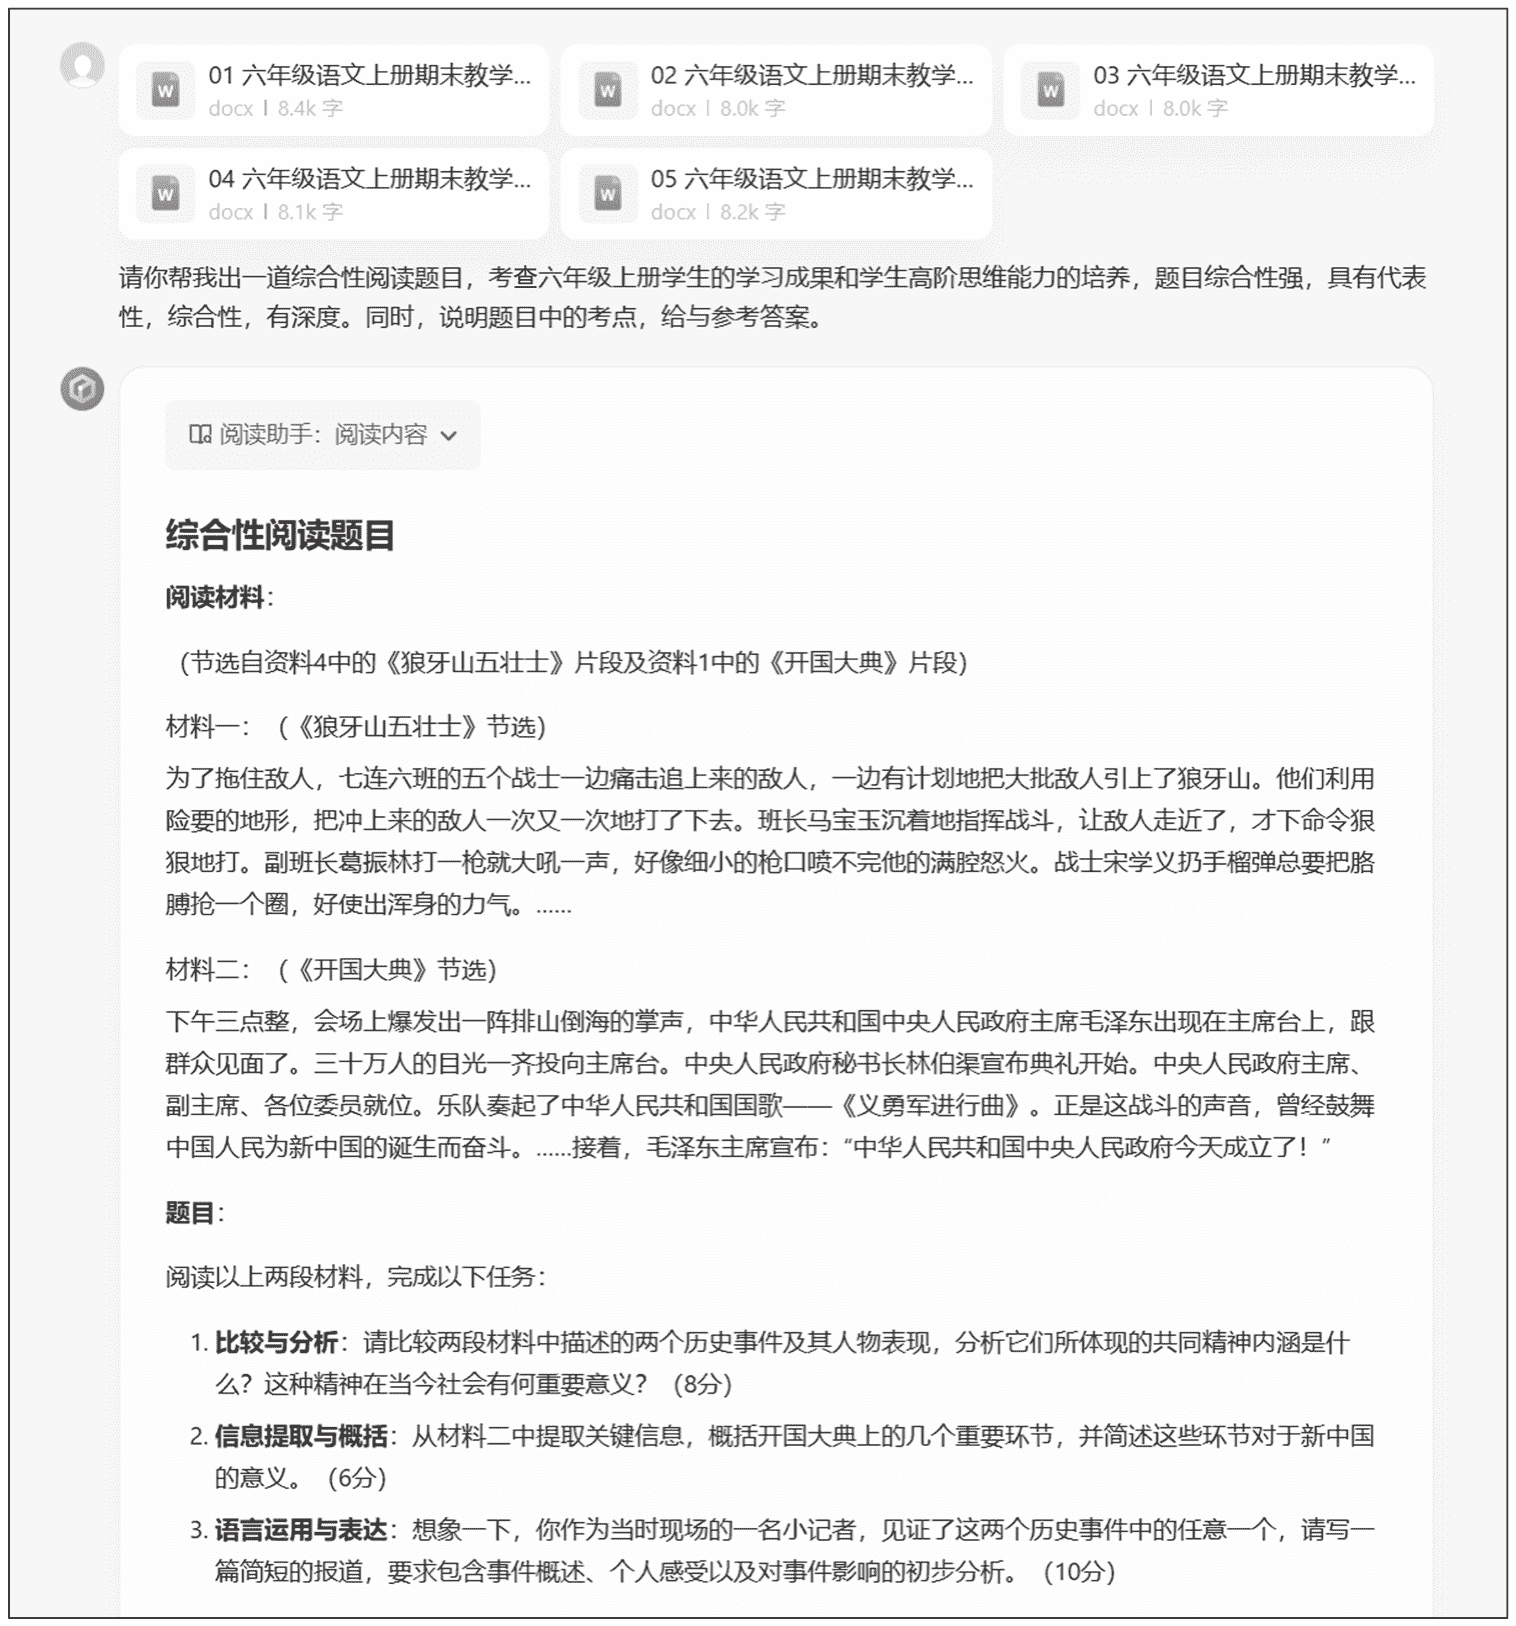 01 六年级语文上册期末教学...
docx | 8.4k 字
02 六年级语文上册期末教学...
docx | 8.0k 字
03 六年级语文上册期末教学...
docx | 8.0k 字
04 六年级语文上册期末教学...
docx | 8.1k 字
05 六年级语文上册期末教学...
docx | 8.2k 字
请你帮我出一道综合性阅读题目，考查六年级上册学生的学习成果和学生高阶思维能力的培养，题目综合性强，具有代表
性，综合性，有深度。同时，说明题目中的考点，给与参考答案。
阅读助手：阅读内容
综合性阅读题目
阅读材料：
（节选自资料4中的《狼牙山五壮士》片段及资料1中的《开国大典》片段）
材料一：（《狼牙山五壮士》节选）
为了拖住敌人，七连六班的五个战士一边痛击追上来的敌人，一边有计划地把大批敌人引上了狼牙山。他们利用
险要的地形，把冲上来的敌人一次又一次地打了下去。班长马宝玉沉着地指挥战斗，让敌人走近了，才下命令狠
狠地打。副班长葛振林打一枪就大吼一声，好像细小的枪口喷不完他的满腔怒火。战士宋学义扔手榴弹总要把胳
膊抢一个圈，好使出浑身的力气。......
材料二：（《开国大典》节选）
下午三点整，会场上爆发出一阵排山倒海的掌声，中华人民共和国中央人民政府主席毛泽东出现在主席台上，跟
群众见面了。三十万人的目光一齐投向主席台。中央人民政府秘书长林伯渠宣布典礼开始。中央人民政府主席、
副主席、各位委员就位。乐队奏起了中华人民共和国国歌——《义勇军进行曲》。正是这战斗的声音，曾经鼓舞
中国人民为新中国的诞生而奋斗。......接着，毛泽东主席宣布：“中华人民共和国中央人民政府今天成立了！”
题目：
阅读以上两段材料，完成以下任务：
1. 比较与分析：请比较两段材料中描述的两个历史事件及其人物表现，分析它们所体现的共同精神内涵是什
么？这种精神在当今社会有何重要意义？（8分）
2. 信息提取与概括：从材料二中提取关键信息，概括开国大典上的几个重要环节，并简述这些环节对于新中国
的意义。（6分）
3. 语言运用与表达：想象一下，你作为当时现场的一名小记者，见证了这两个历史事件中的任意一个，请写一
篇简短的报道，要求包含事件概述、个人感受以及对事件影响的初步分析。（10分）